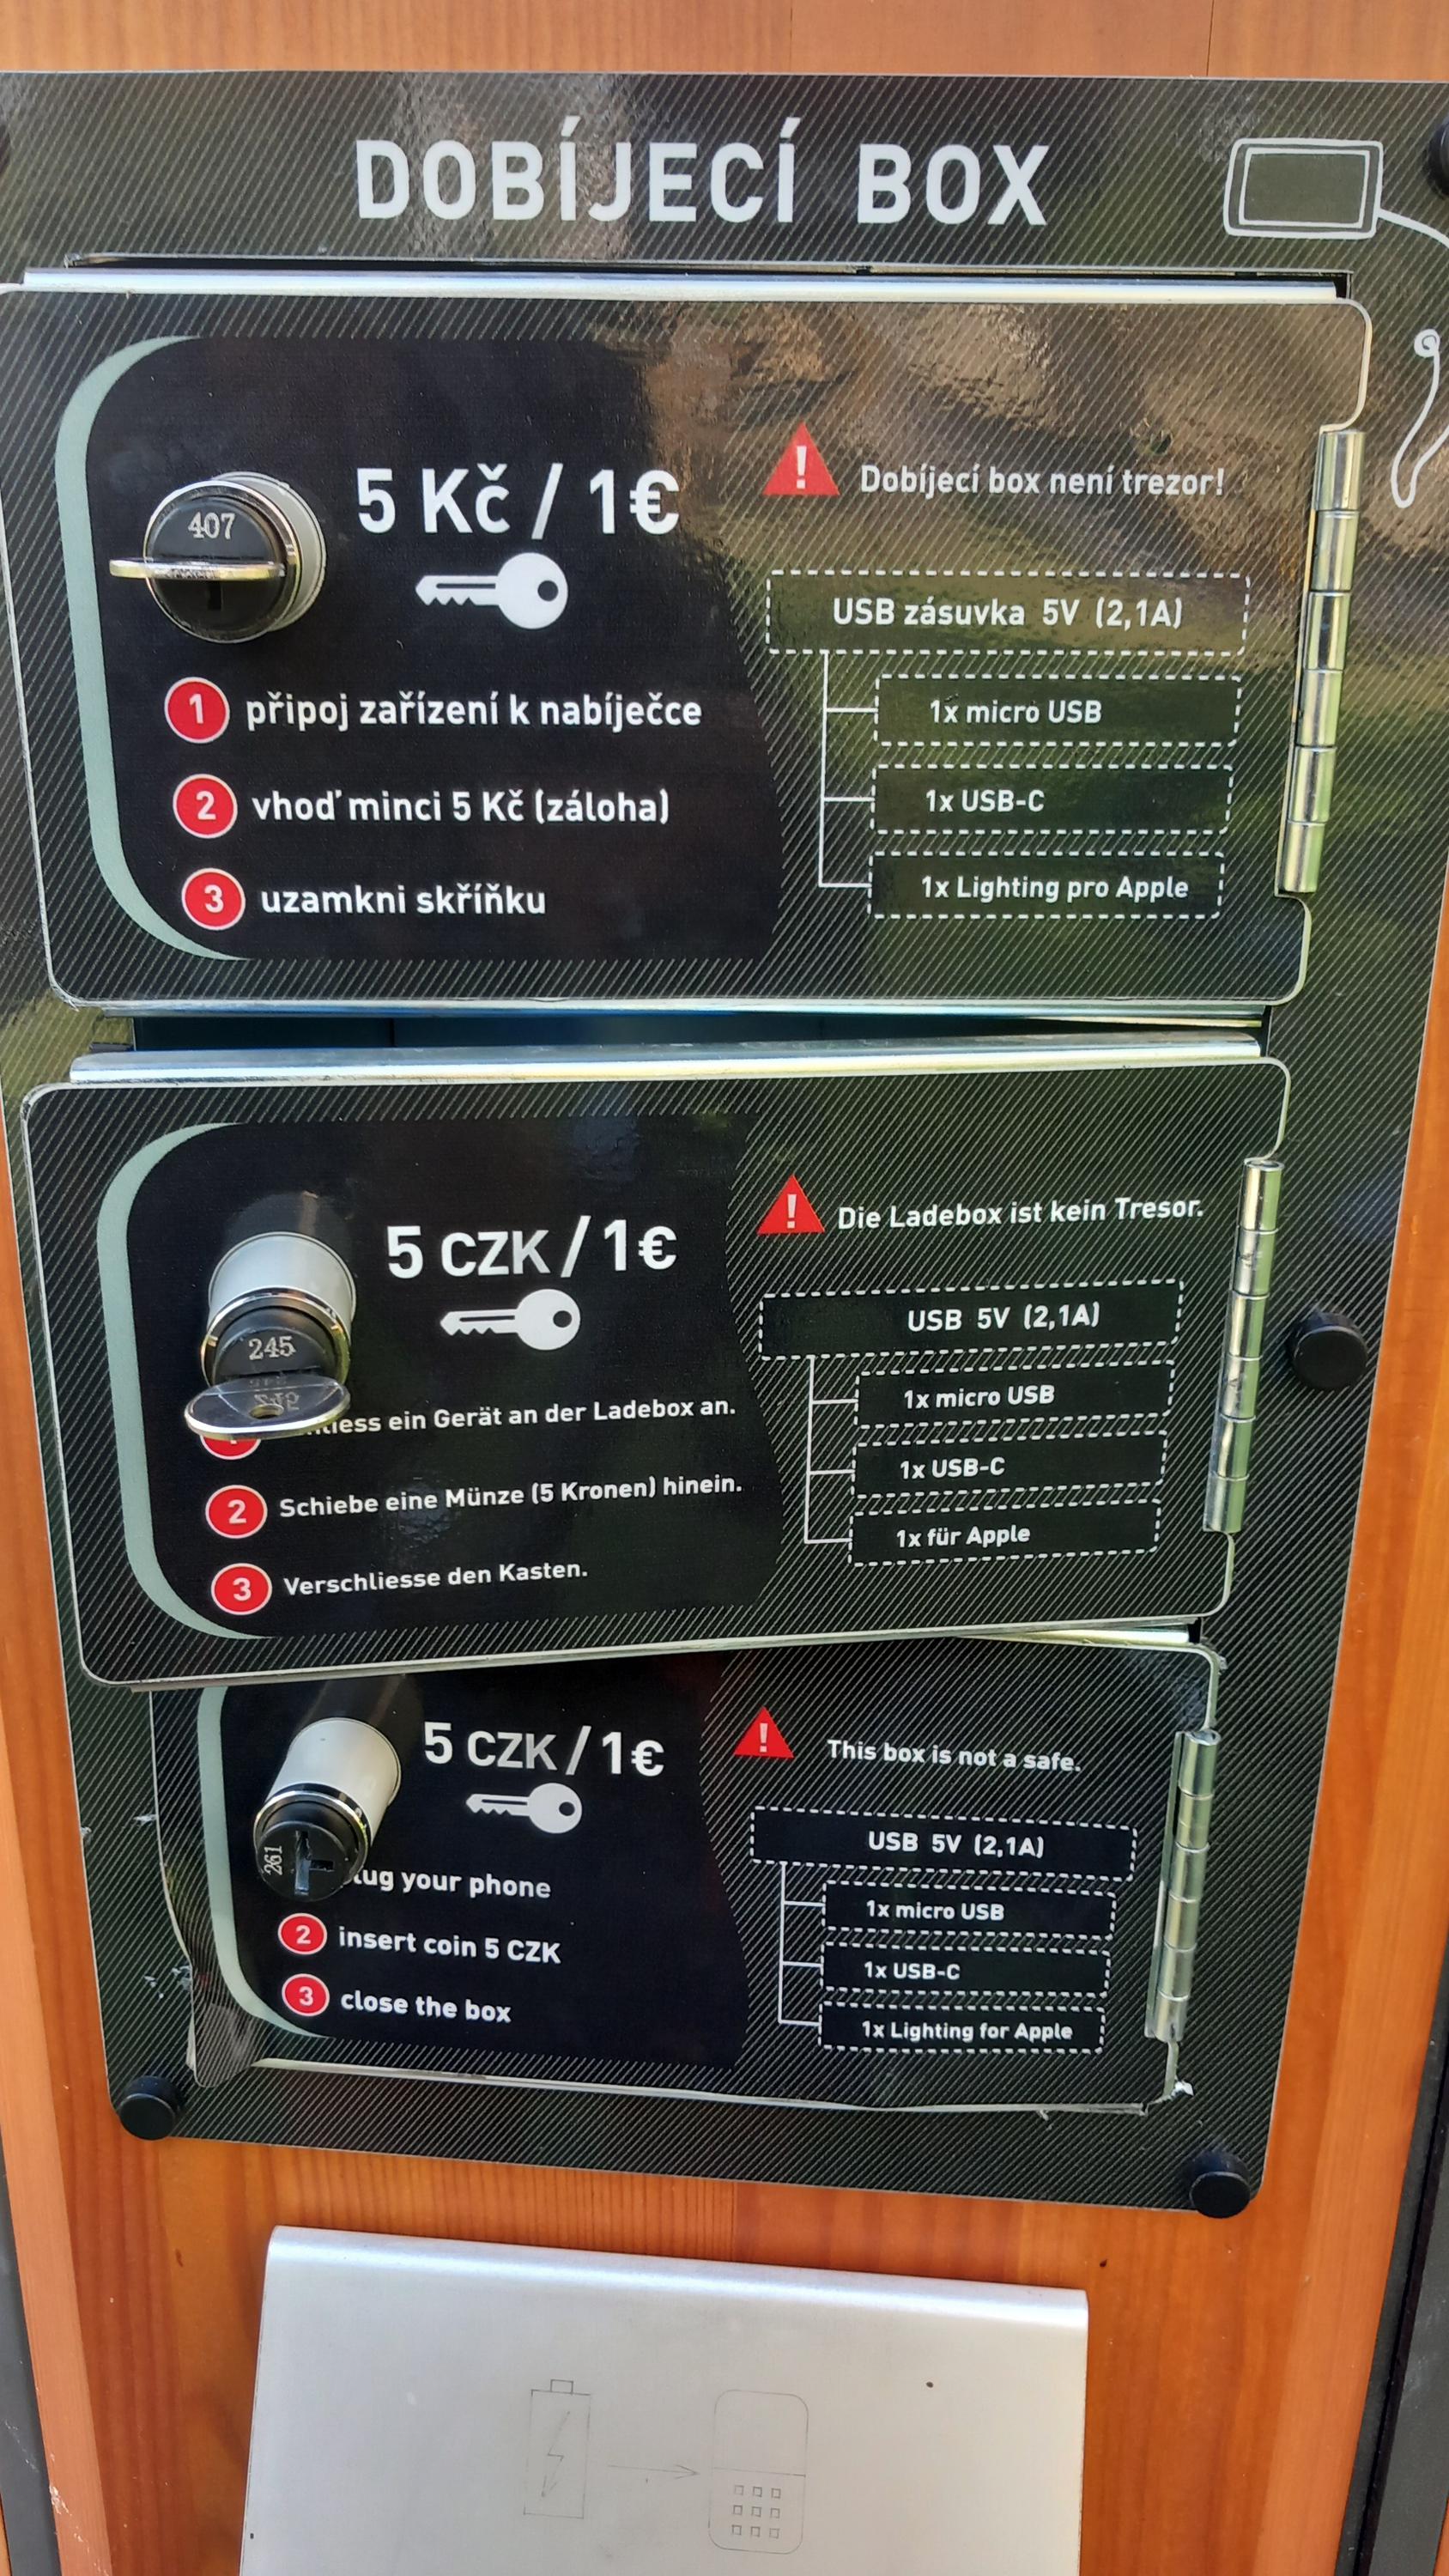 DOBÍJECÍ BOX
407
5 Kč / 1€
! Dobíjecí box není trezor!
USB zásuvka 5V (2,1A)
1x micro USB
1x USB-C
1x Lighting pro Apple
1 připoj zařízení k nabíječce
2 vhoď minci 5 Kč (záloha)
3 uzamkni skříňku
245
5 CZK / 1€
! Die Ladebox ist kein Tresor.
USB 5V (2,1A)
1x micro USB
1x USB-C
1x für Apple
ein Gerät an der Ladebox an.
2 Schiebe eine Münze (5 Kronen) hinein.
3 Verschliesse den Kasten.
261
5 CZK / 1€
! This box is not a safe.
USB 5V (2,1A)
1x micro USB
1x USB-C
1x Lighting for Apple
your phone
2 insert coin 5 CZK
3 close the box